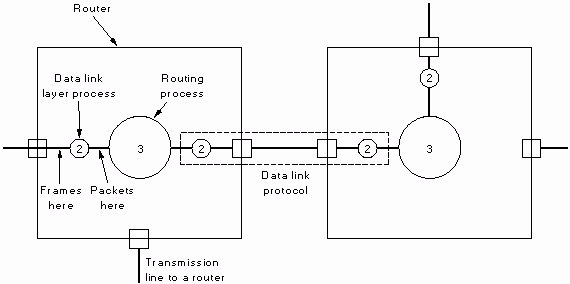 Router
Data link
layer process
Routing
process
2
3
2
2
3
2
Frames
here
Packets
here
Data link
protocol
Transmission
line to a router